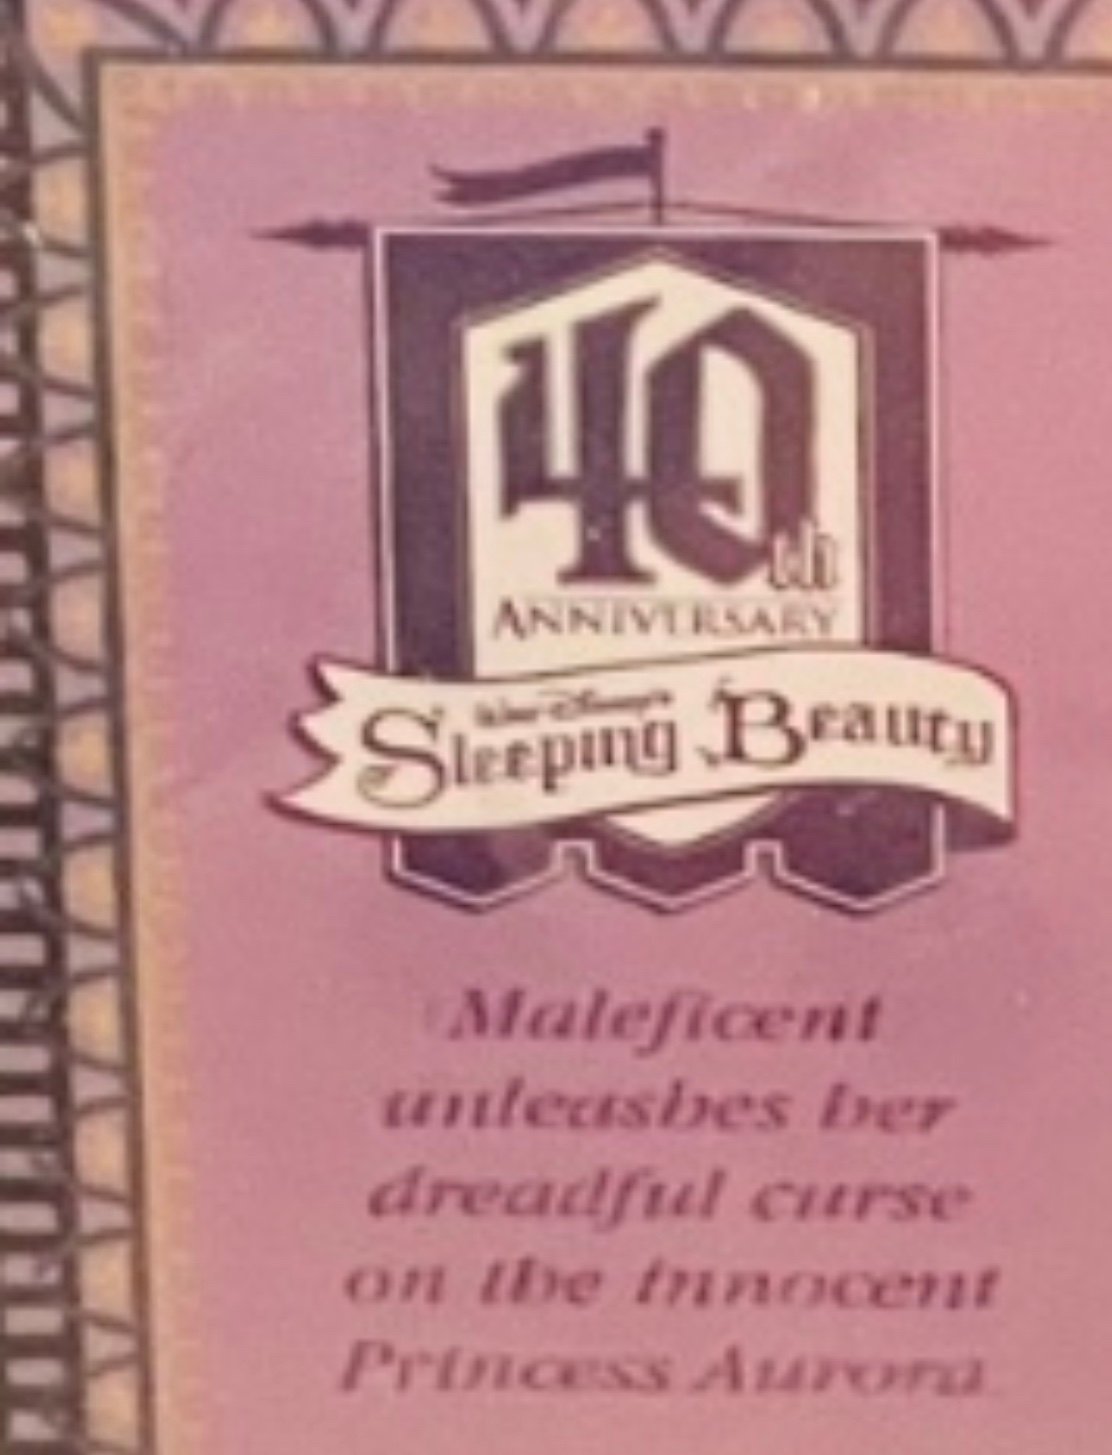 40th
ANNIVERSARY
Walt Disney's
Sleeping Beauty
Maleficent
unleashes her
dreadful curse
on the innocent
Princess Aurora